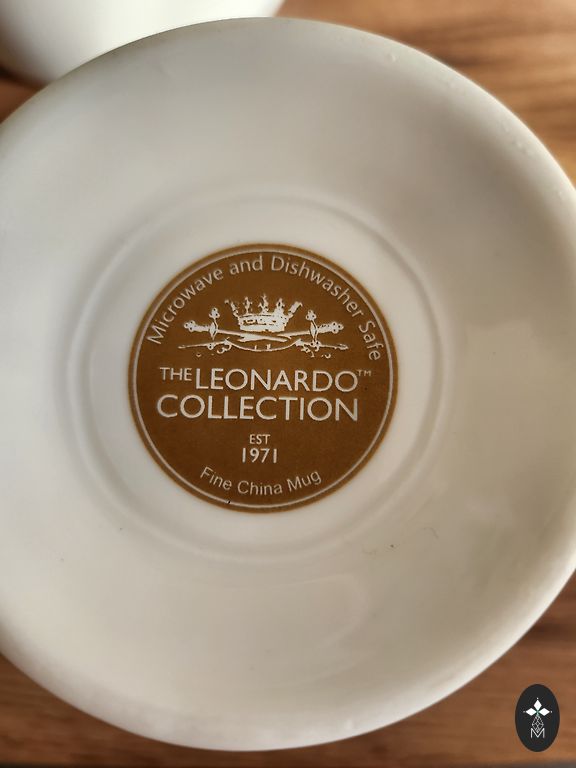 Microwave and Dishwasher Safe
THE LEONARDO™
COLLECTION
EST
1971
Fine China Mug
M